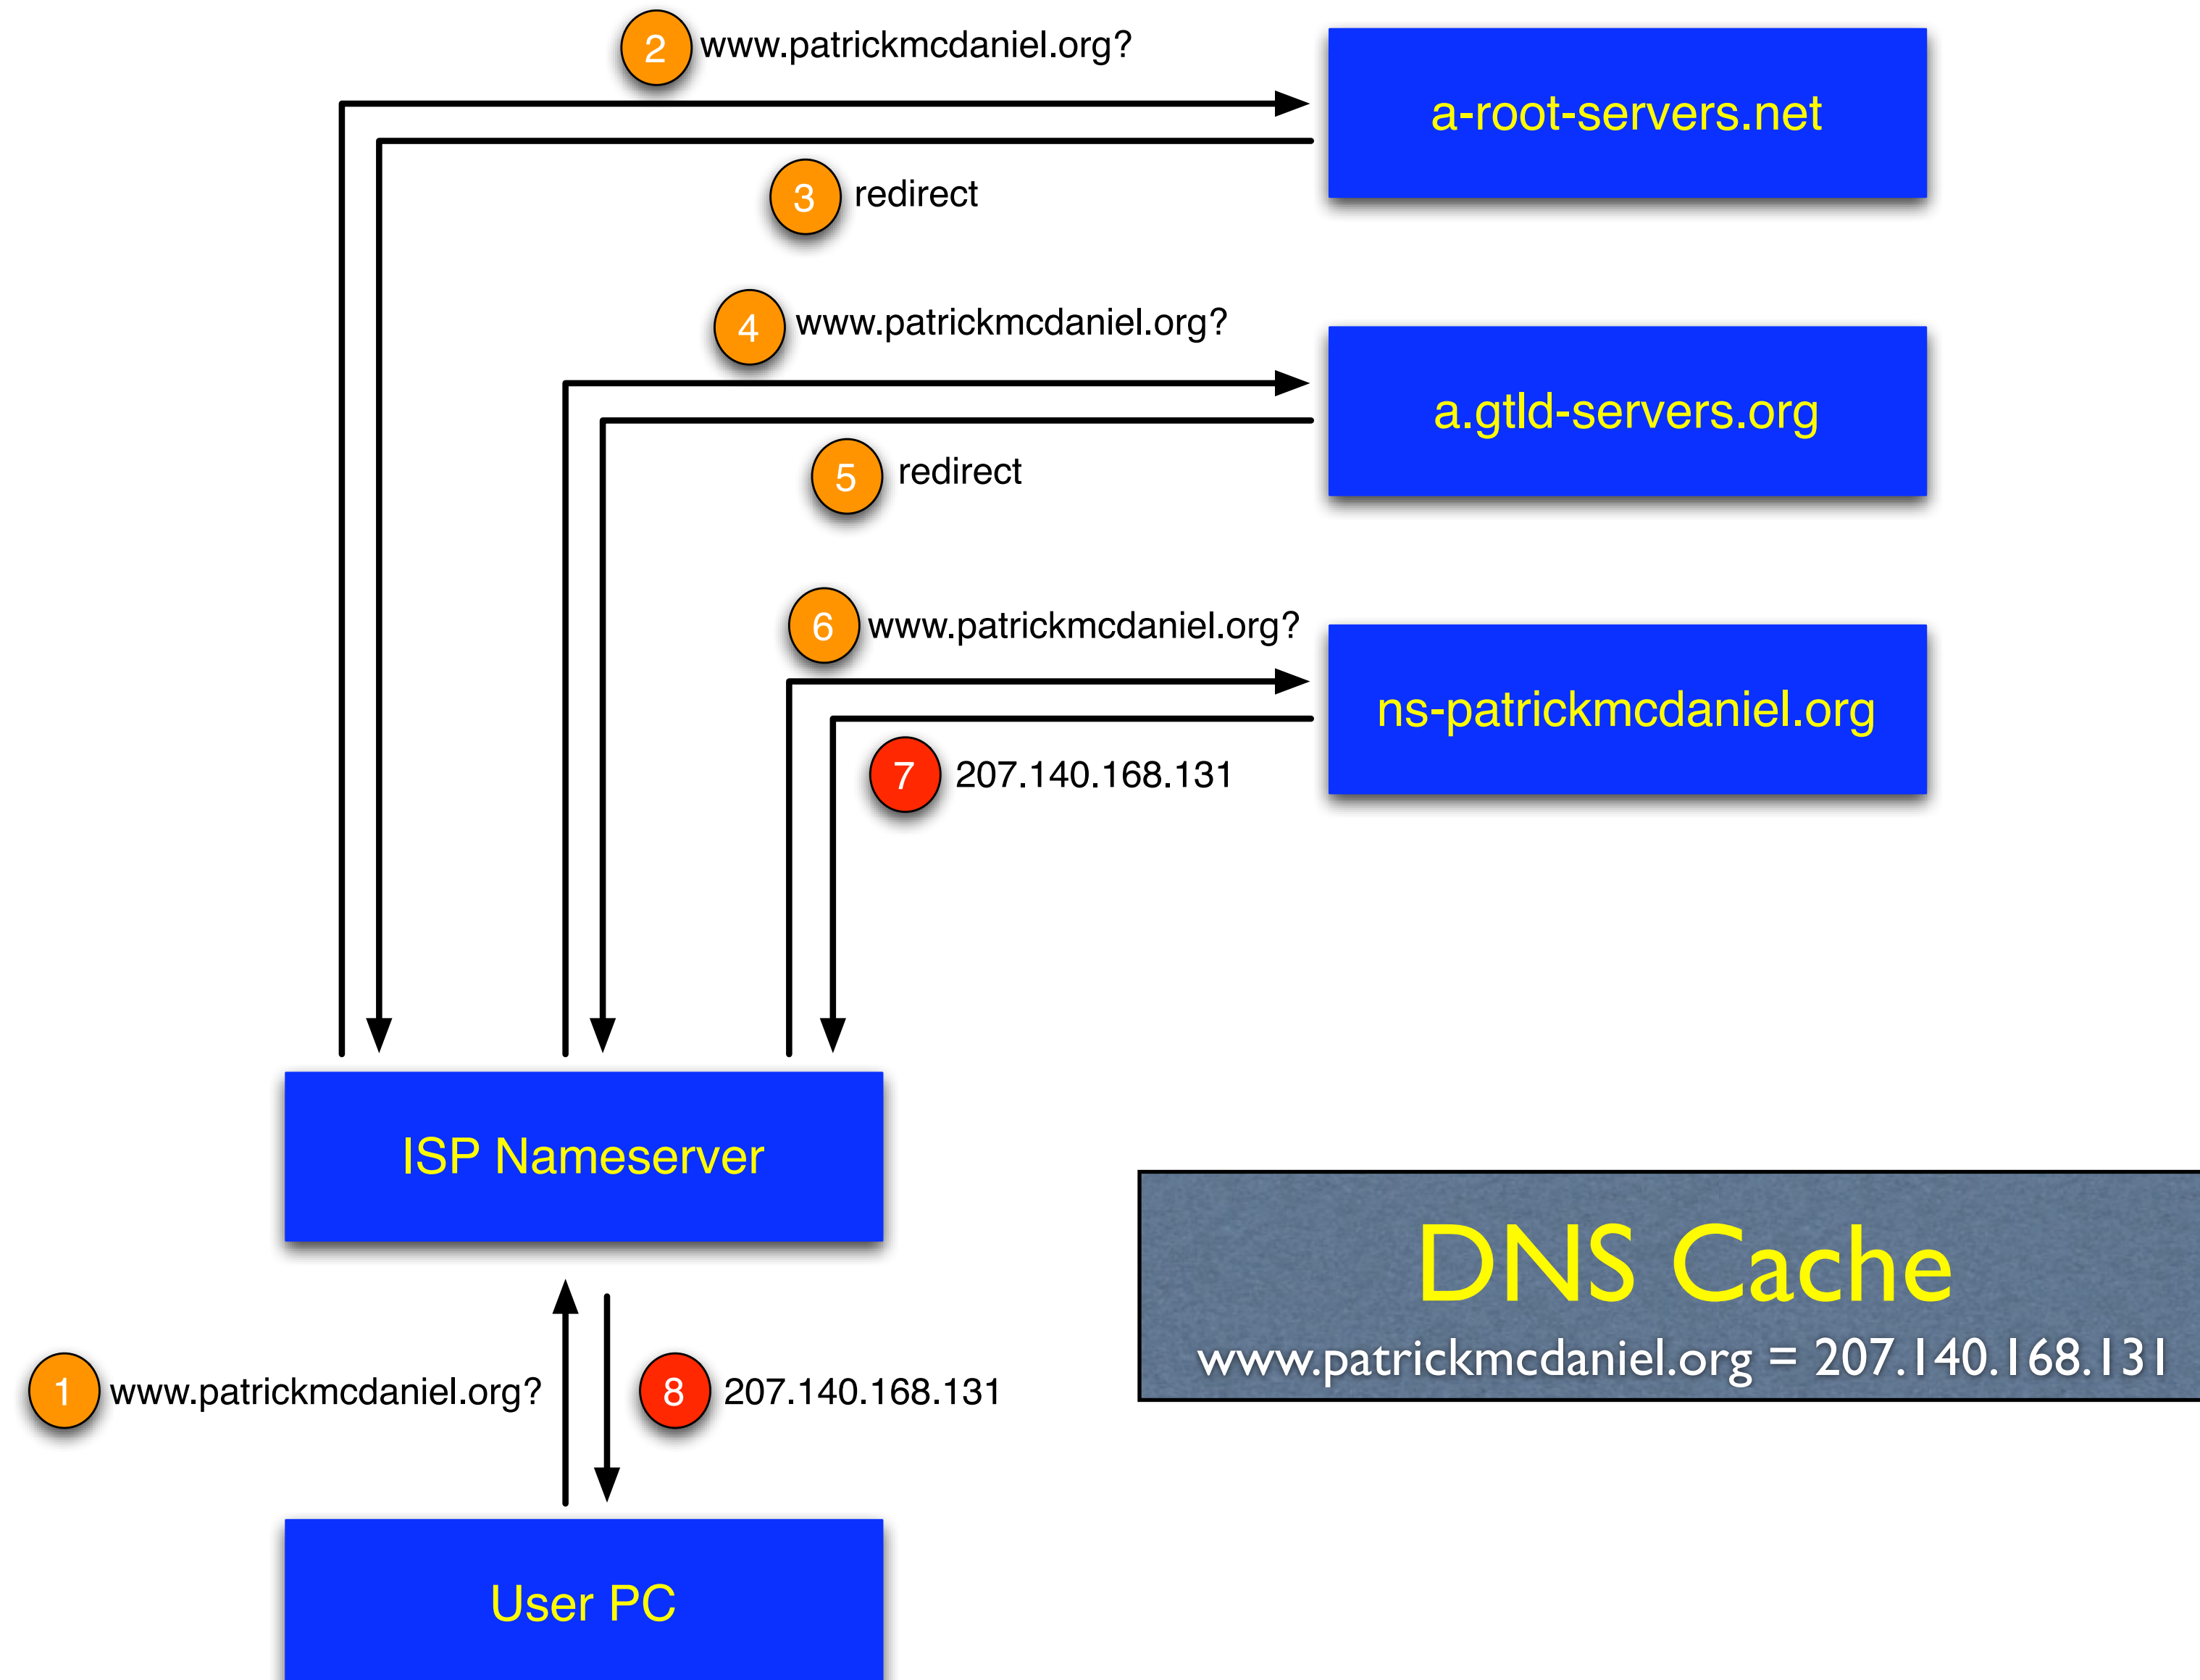 2 www.patrickmcdaniel.org?
a-root-servers.net
3 redirect
4 www.patrickmcdaniel.org?
a.gtld-servers.org
5 redirect
6 www.patrickmcdaniel.org?
ns-patrickmcdaniel.org
7 207.140.168.131
ISP Nameserver
DNS Cache
www.patrickmcdaniel.org = 207.140.168.131
1 www.patrickmcdaniel.org?
8 207.140.168.131
User PC